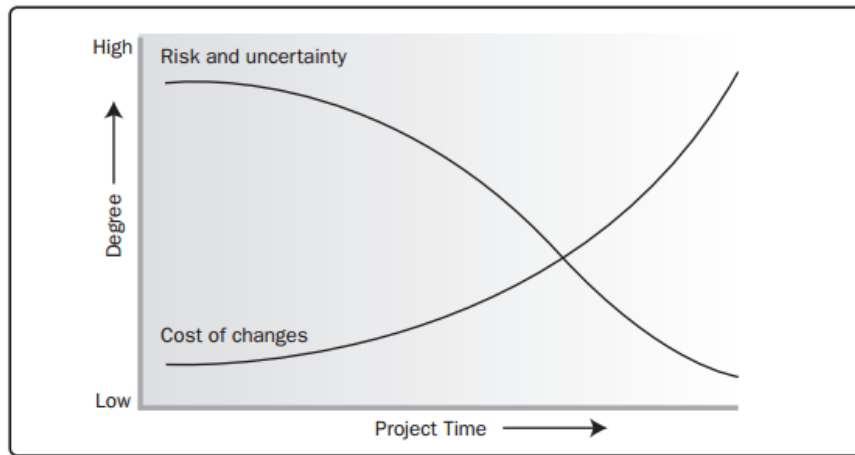 High
Risk and uncertainty
Degree
Cost of changes
Low
Project Time